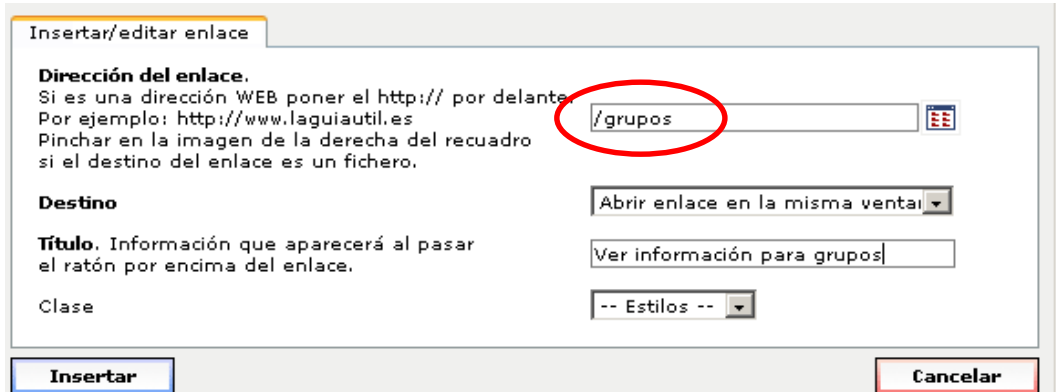 Insertar/editar enlace
Dirección del enlace.
Si es una dirección WEB poner el http:// por delante.
Por ejemplo: http://www.laguiautil.es
/grupos
Pinchar en la imagen de la derecha del recuadro
si el destino del enlace es un fichero.
Destino
Abrir enlace en la misma ventan
Título. Información que aparecerá al pasar
el ratón por encima del enlace.
Ver información para grupos
Clase
-- Estilos --
Insertar
Cancelar